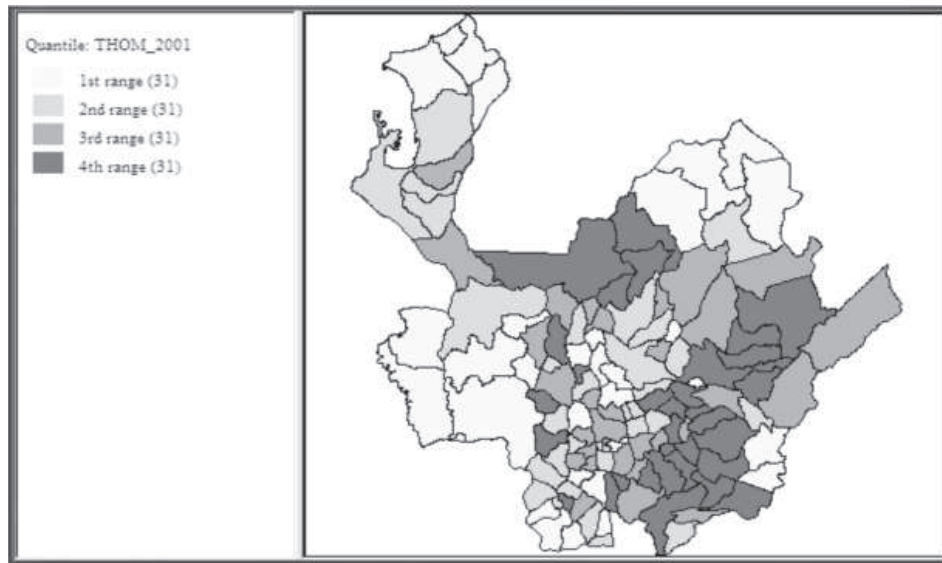 Quantile: THOM_2001
1st range (31)
2nd range (31)
3rd range (31)
4th range (31)